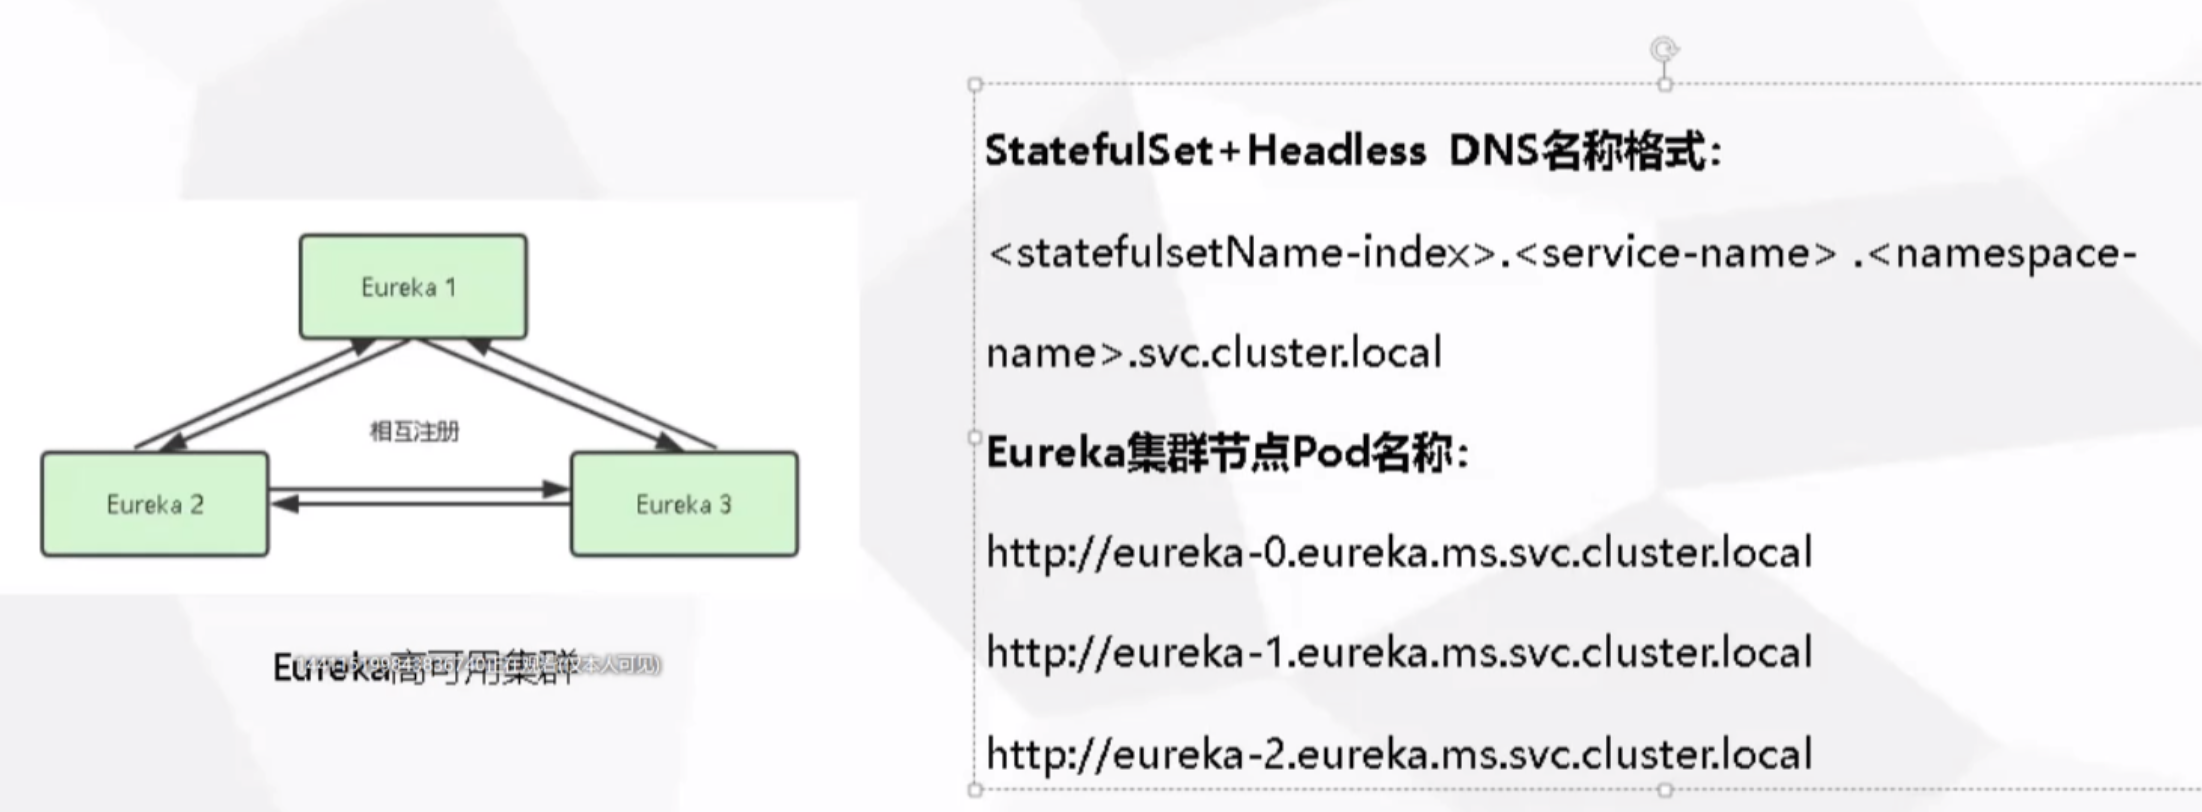 Eureka 1
相互注册
Eureka 2
Eureka 3
Eureka高可用集群
StatefulSet+Headless DNS名称格式：
<statefulsetName-index>.<service-name> .<namespace-
name>.svc.cluster.local
Eureka集群节点Pod名称：
http://eureka-0.eureka.ms.svc.cluster.local
http://eureka-1.eureka.ms.svc.cluster.local
http://eureka-2.eureka.ms.svc.cluster.local